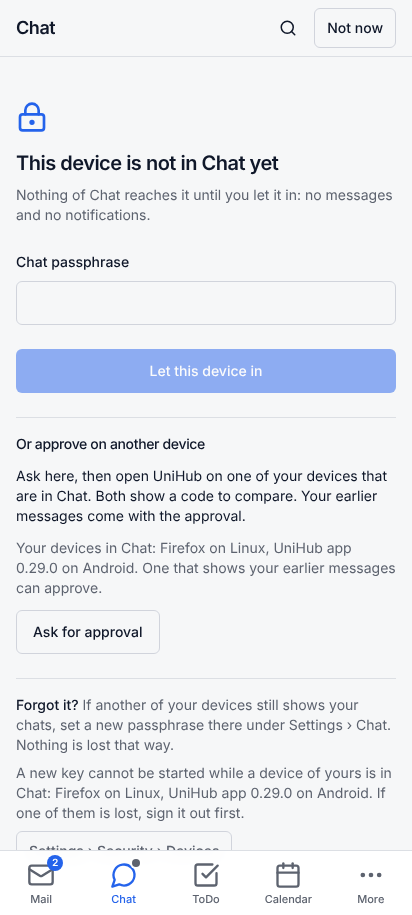 Chat
Not now
This device is not in Chat yet
Nothing of Chat reaches it until you let it in: no messages
and no notifications.
Chat passphrase
Let this device in
Or approve on another device
Ask here, then open UniHub on one of your devices that
are in Chat. Both show a code to compare. Your earlier
messages come with the approval.
Your devices in Chat: Firefox on Linux, UniHub app
0.29.0 on Android. One that shows your earlier messages
can approve.
Ask for approval
Forgot it? If another of your devices still shows your
chats, set a new passphrase there under Settings › Chat.
Nothing is lost that way.
A new key cannot be started while a device of yours is in
Chat: Firefox on Linux, UniHub app 0.29.0 on Android. If
one of them is lost, sign it out first.
Settings › Security › Devices
2
Mail
Chat
ToDo
Calendar
More